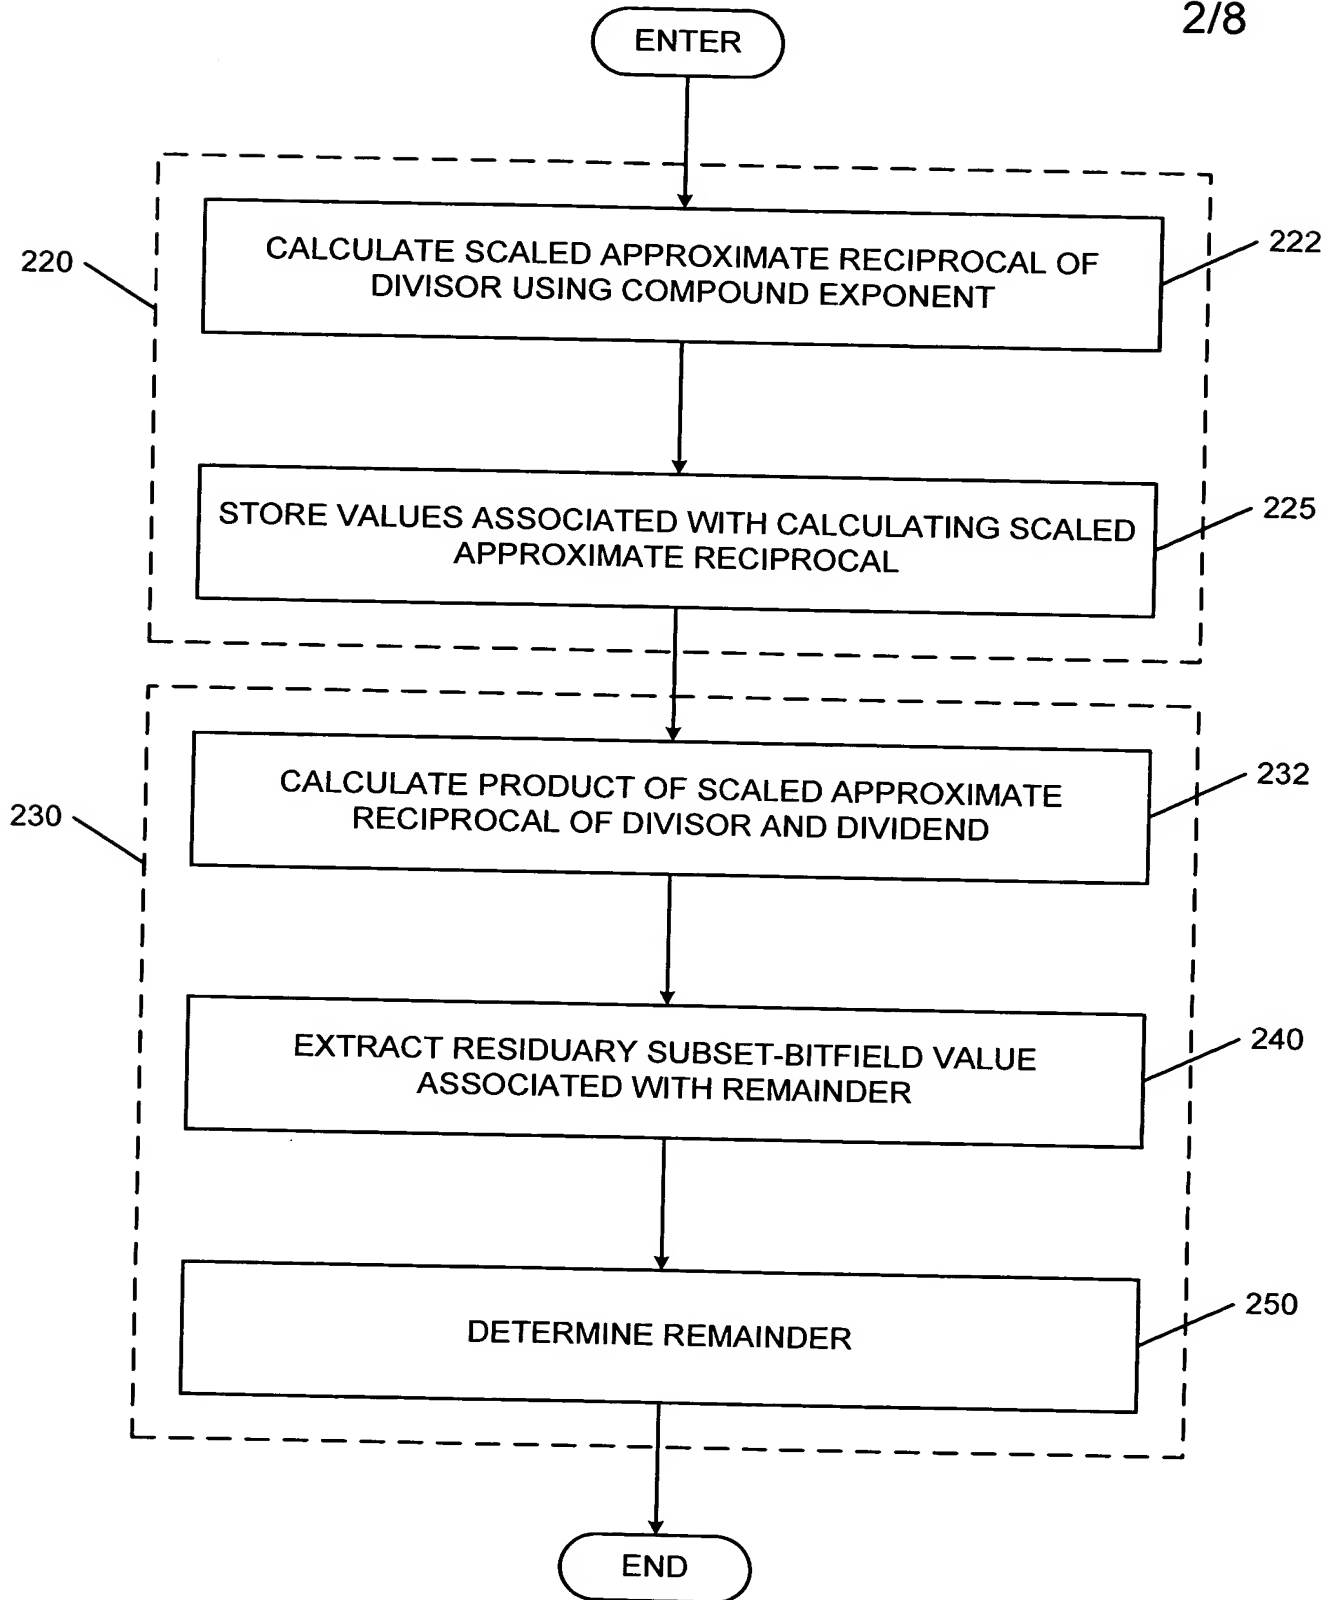 2/8
ENTER
220
CALCULATE SCALED APPROXIMATE RECIPROCAL OF
DIVISOR USING COMPOUND EXPONENT
222
STORE VALUES ASSOCIATED WITH CALCULATING SCALED
APPROXIMATE RECIPROCAL
225
230
CALCULATE PRODUCT OF SCALED APPROXIMATE
RECIPROCAL OF DIVISOR AND DIVIDEND
232
EXTRACT RESIDUARY SUBSET-BITFIELD VALUE
ASSOCIATED WITH REMAINDER
240
DETERMINE REMAINDER
250
END